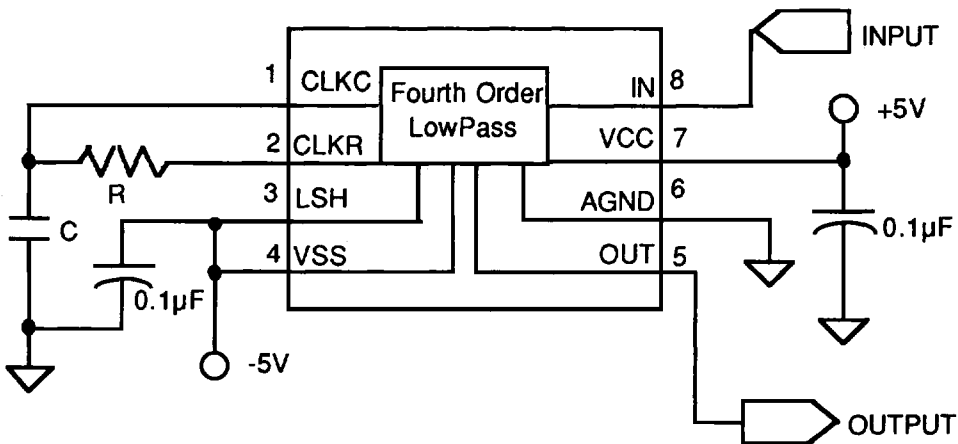 INPUT
1
CLKC
Fourth Order
LowPass
IN
8
+5V
2
CLKR
VCC
7
R
3
LSH
AGND
6
C
0.1µF
4
VSS
OUT
5
0.1µF
-5V
OUTPUT